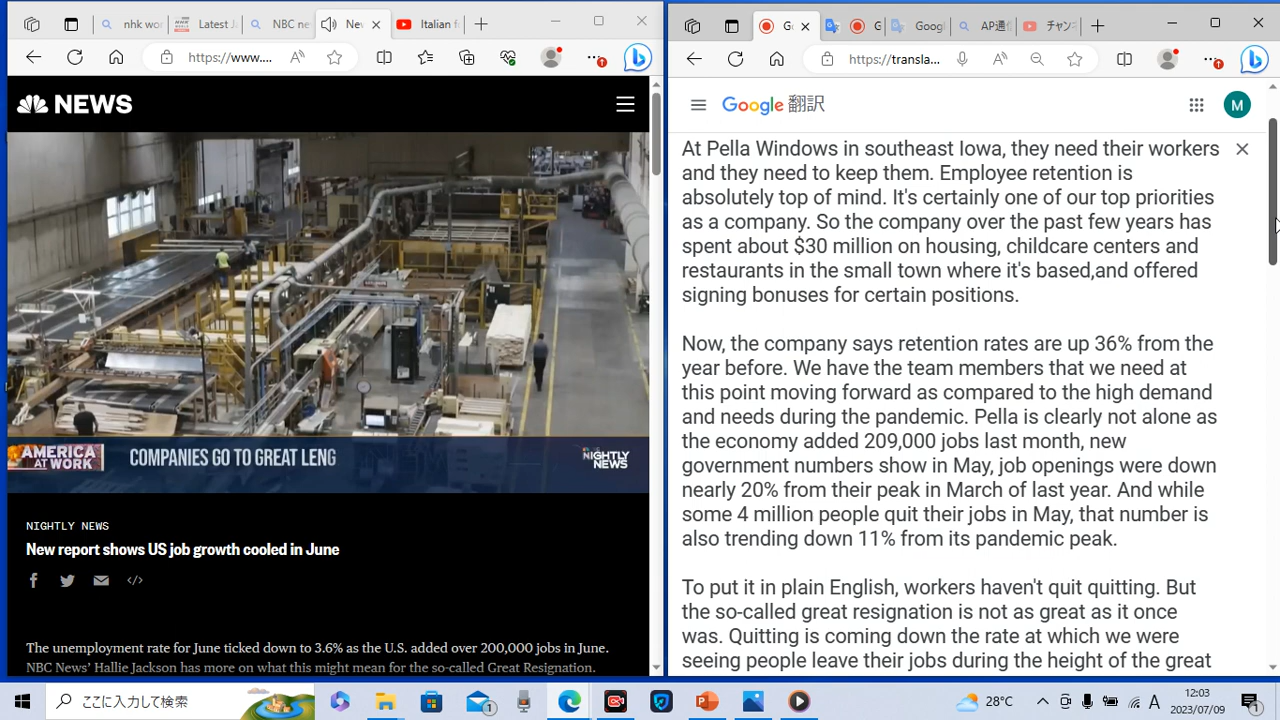 nhk wor
Latest J
NBC ne
Nev
Italian f
https://www....
NEWS
AMERICA
AT WORK
COMPANIES GO TO GREAT LENG
NIGHTLY
NEWS
NIGHTLY NEWS
New report shows US job growth cooled in June
The unemployment rate for June ticked down to 3.6% as the U.S. added over 200,000 jobs in June.
NBC News' Hallie Jackson has more on what this might mean for the so-called Great Resignation.
G
Googl
AP通信
チャンネ
https://transla...
Google 翻訳
M
At Pella Windows in southeast Iowa, they need their workers
and they need to keep them. Employee retention is
absolutely top of mind. It's certainly one of our top priorities
as a company. So the company over the past few years has
spent about $30 million on housing, childcare centers and
restaurants in the small town where it's based,and offered
signing bonuses for certain positions.
Now, the company says retention rates are up 36% from the
year before. We have the team members that we need at
this point moving forward as compared to the high demand
and needs during the pandemic. Pella is clearly not alone as
the economy added 209,000 jobs last month, new
government numbers show in May, job openings were down
nearly 20% from their peak in March of last year. And while
some 4 million people quit their jobs in May, that number is
also trending down 11% from its pandemic peak.
To put it in plain English, workers haven't quit quitting. But
the so-called great resignation is not as great as it once
was. Quitting is coming down the rate at which we were
seeing people leave their jobs during the height of the great
ここに入力して検索
1
28°C
A
12:03
2023/07/09
1